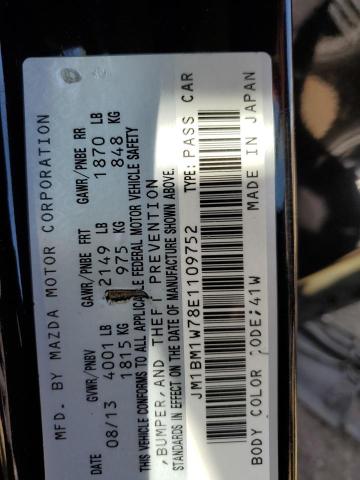 MFD. BY MAZDA MOTOR CORPORATION
DATE GVWR/PNBV GAWR/PNBE FRT GAWR/PNBE RR
08/13 4001 LB 2149 LB 1870 LB
1815 KG 975 KG 848 KG
THIS VEHICLE CONFORMS TO ALL APPLICABLE FEDERAL MOTOR VEHICLE SAFETY
,BUMPER,AND THEFT PREVENTION
STANDARDS IN EFFECT ON THE DATE OF MANUFACTURE SHOWN ABOVE.
JM1BM1W78E1109752 TYPE: PASS CAR
BODY COLOR CODE;41W MADE IN JAPAN